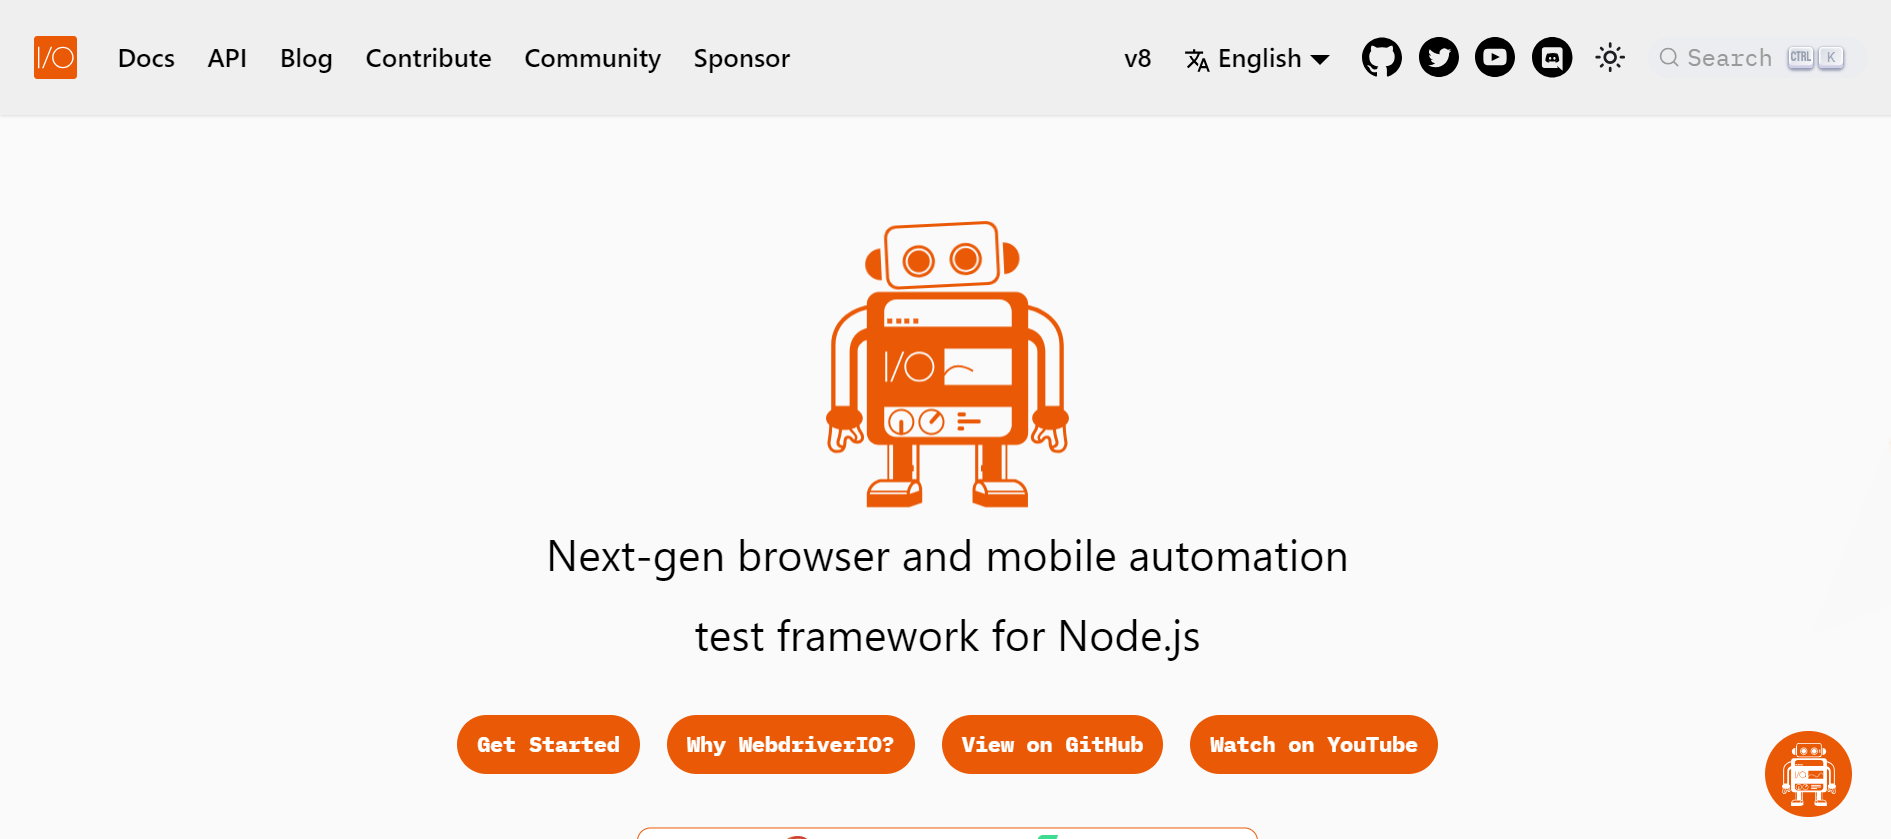 I/O Docs API Blog Contribute Community Sponsor v8 English Search CTRL K
I/O
Next-gen browser and mobile automation
test framework for Node.js
Get Started Why WebdriverIO? View on GitHub Watch on YouTube
I/O